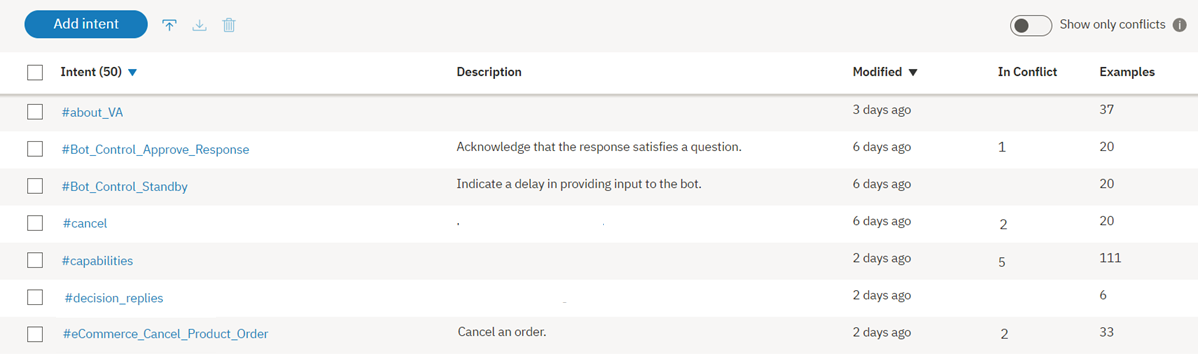 Add intent Show only conflicts
Intent (50) Description Modified In Conflict Examples
#about_VA 3 days ago 37
#Bot_Control_Approve_Response Acknowledge that the response satisfies a question. 6 days ago 1 20
#Bot_Control_Standby Indicate a delay in providing input to the bot. 6 days ago 20
#cancel 6 days ago 2 20
#capabilities 2 days ago 5 111
#decision_replies 2 days ago 6
#eCommerce_Cancel_Product_Order Cancel an order. 2 days ago 2 33